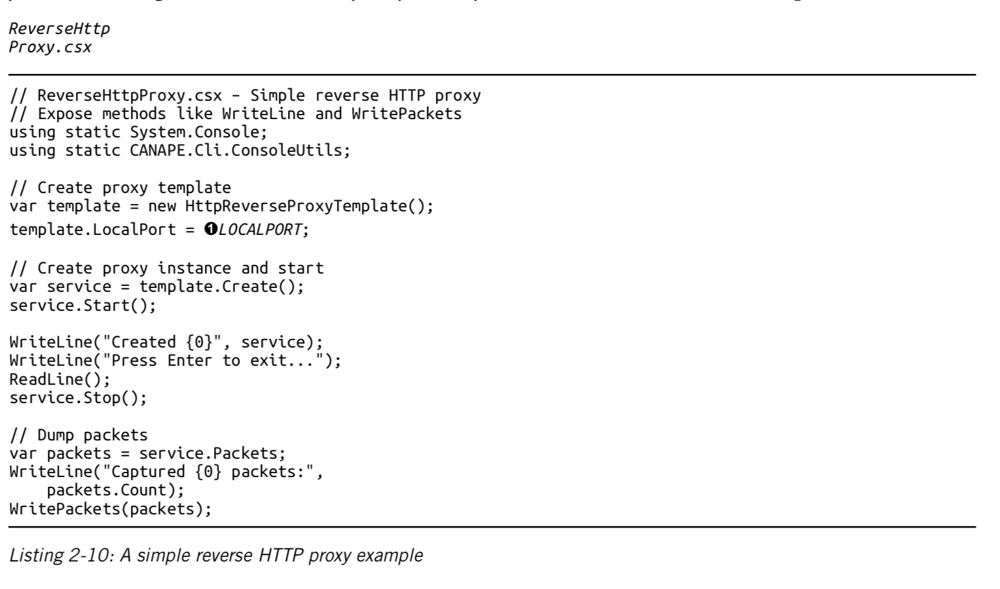 ReverseHttp
Proxy.csx
// ReverseHttpProxy.csx – Simple reverse HTTP proxy
// Expose methods like WriteLine and WritePackets
using static System.Console;
using static CANAPE.Cli.ConsoleUtils;
// Create proxy template
var template = new HttpReverseProxyTemplate();
template.LocalPort = ❶LOCALPORT;
// Create proxy instance and start
var service = template.Create();
service.Start();
WriteLine("Created {0}", service);
WriteLine("Press Enter to exit...");
ReadLine();
service.Stop();
// Dump packets
var packets = service.Packets;
WriteLine("Captured {0} packets:",
    packets.Count);
WritePackets(packets);
Listing 2-10: A simple reverse HTTP proxy example